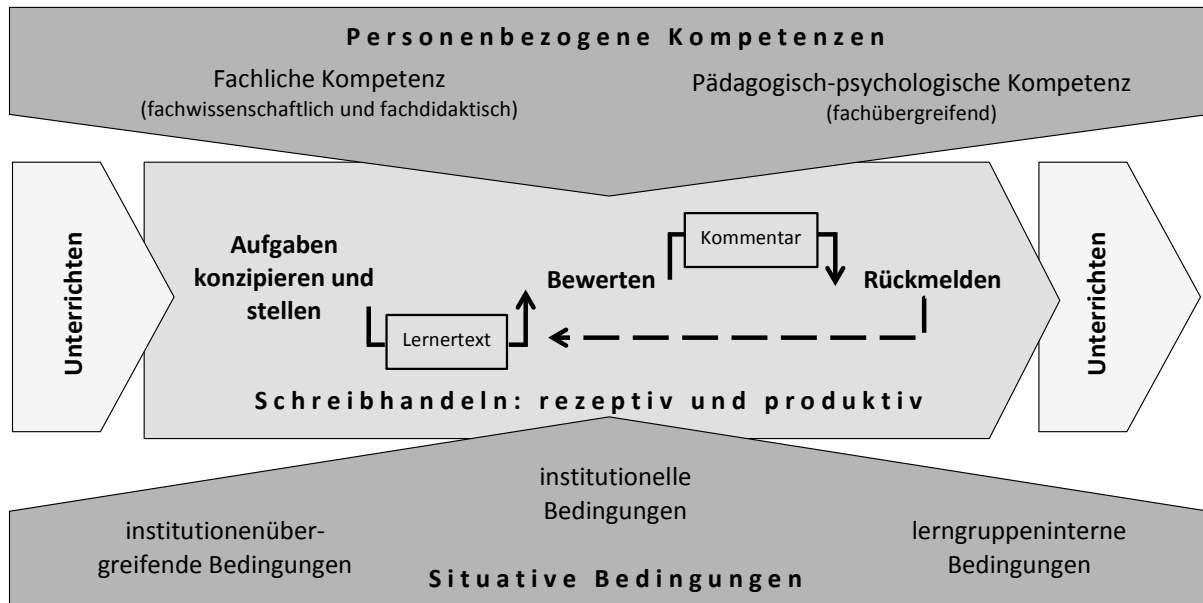 Personenbezogene Kompetenzen
Fachliche Kompetenz
(fachwissenschaftlich und fachdidaktisch)
Pädagogisch-psychologische Kompetenz
(fachübergreifend)
Unterrichten
Aufgaben
konzipieren und
stellen
Lernertext
Bewerten
Kommentar
Rückmelden
Schreibhandeln: rezeptiv und produktiv
Unterrichten
institutionenüber-
greifende Bedingungen
institutionelle
Bedingungen
lerngruppeninterne
Bedingungen
Situative Bedingungen